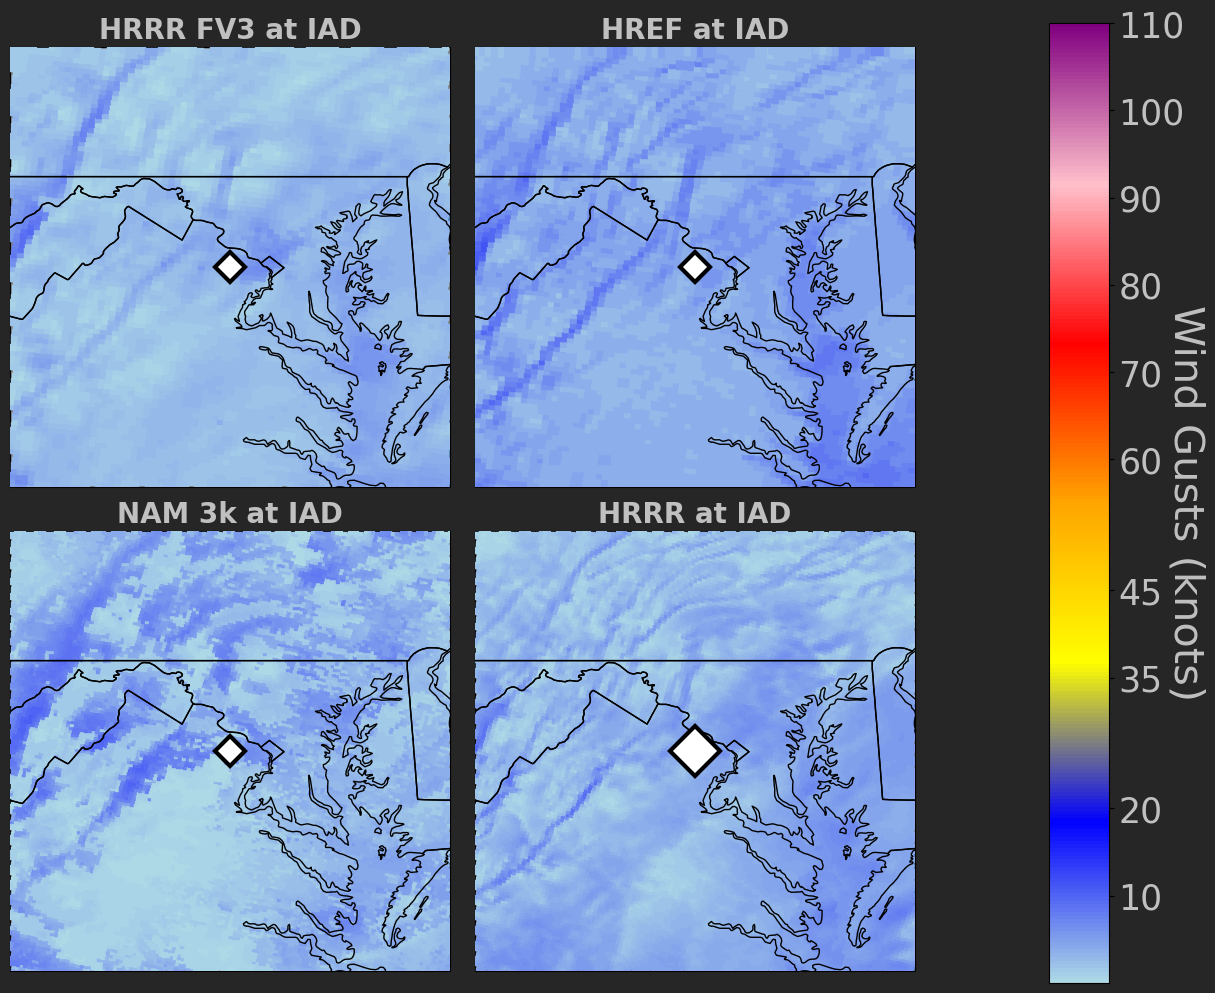 HRRR FV3 at IAD
HREF at IAD
NAM 3k at IAD
HRRR at IAD
110
100
90
80
70
60
45
35
20
10
Wind Gusts (knots)